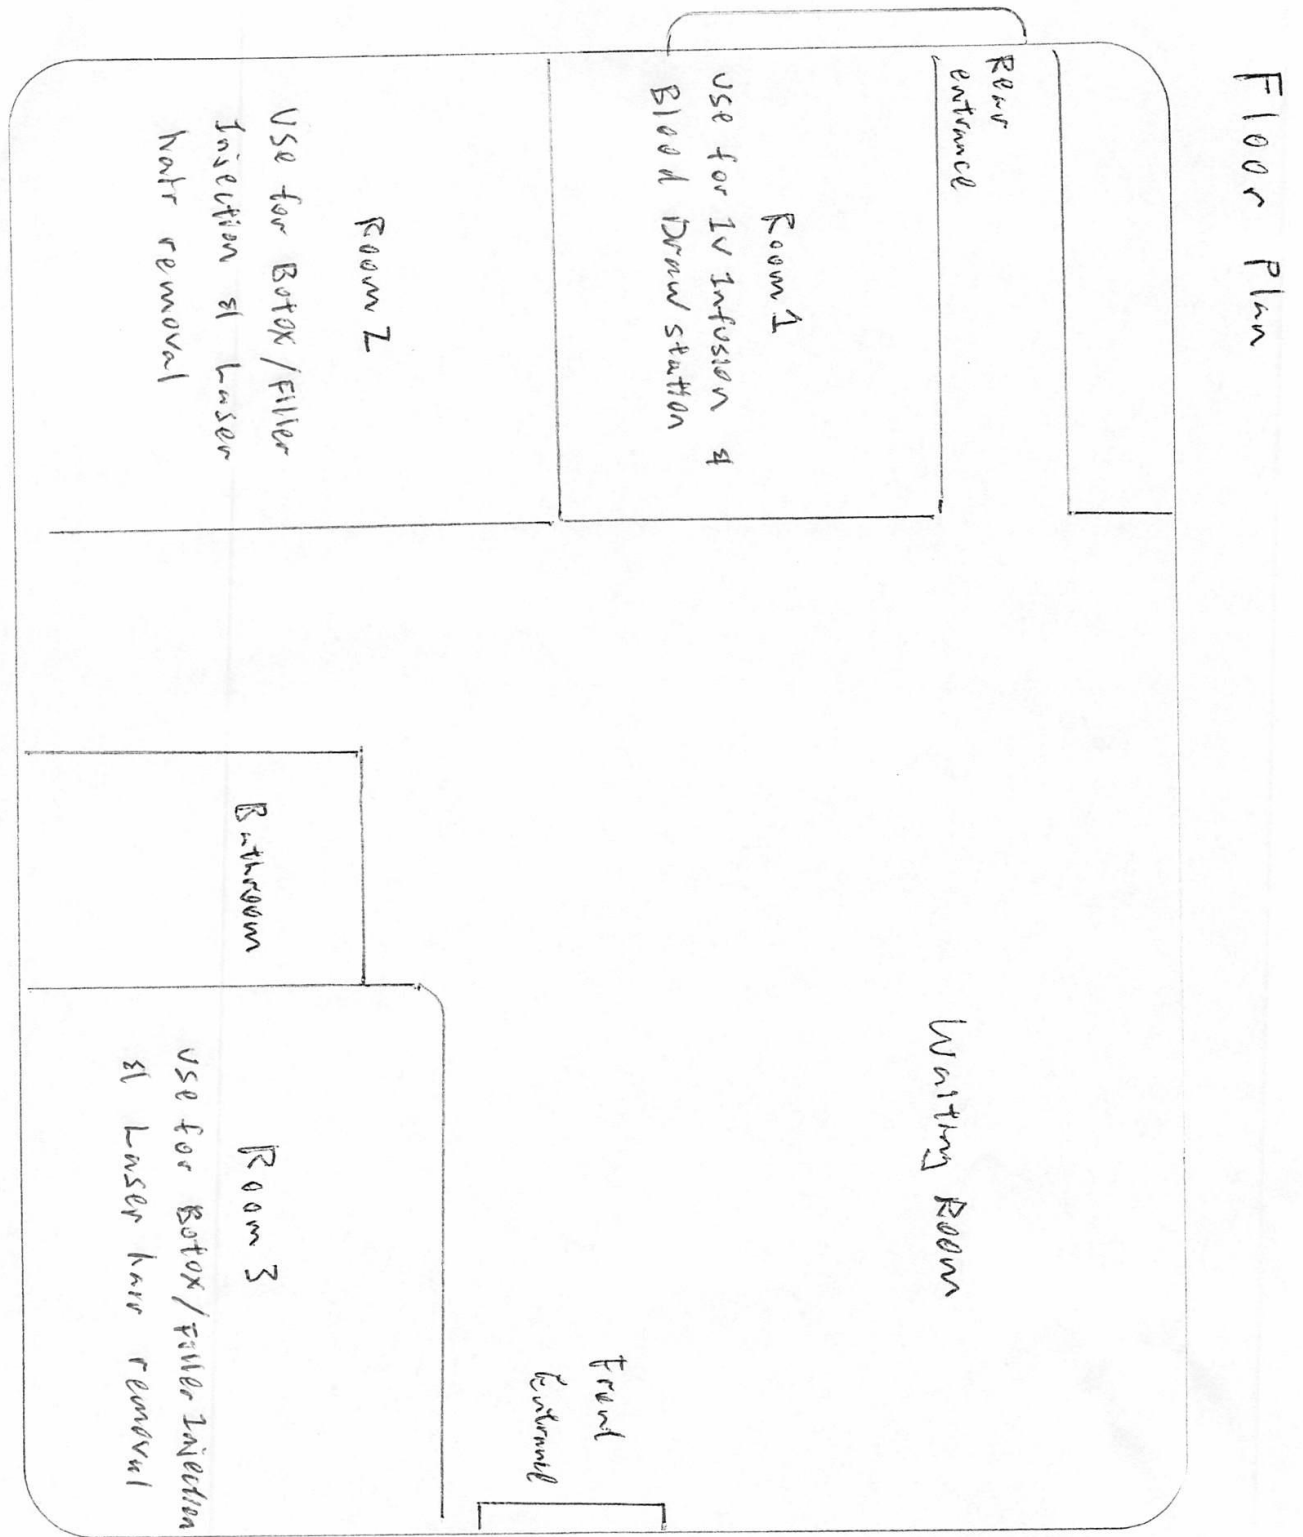 Floor Plan
Rear
entrance
Room 1
Use for IV Infusion &
Blood Draw station
Room 2
Use for Botox/Filler
Injection & Laser
hair removal
Waiting Room
Front
Entrance
Bathroom
Room 3
Use for Botox/Filler Injection
& Laser hair removal